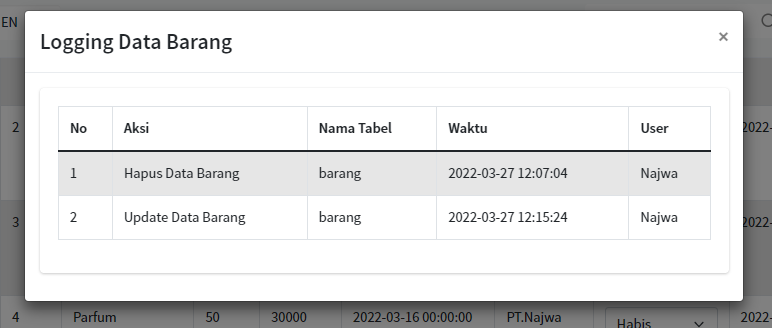 EN
Logging Data Barang ×
No Aksi Nama Tabel Waktu User
2 2022-
1 Hapus Data Barang barang 2022-03-27 12:07:04 Najwa
2 Update Data Barang barang 2022-03-27 12:15:24 Najwa
3 2022-
4 Parfum 50 30000 2022-03-16 00:00:00 PT.Najwa Habis 2022-